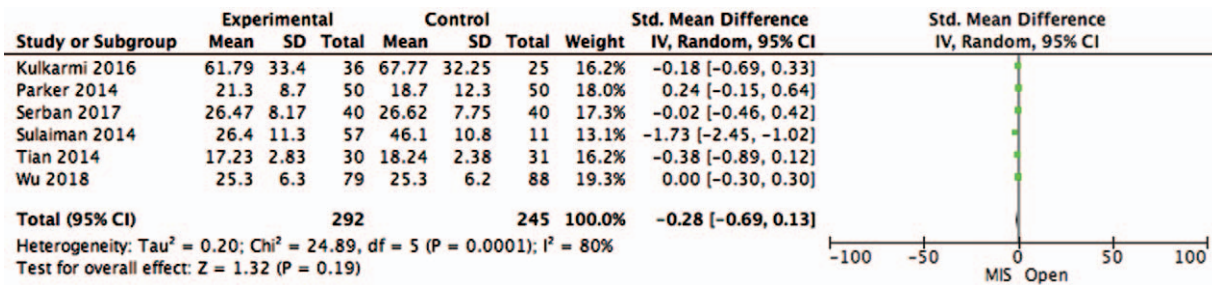 Experimental Control Std. Mean Difference Std. Mean Difference
Study or Subgroup Mean SD Total Mean SD Total Weight IV, Random, 95% CI IV, Random, 95% CI
Kulkarmi 2016 61.79 33.4 36 67.77 32.25 25 16.2% -0.18 [-0.69, 0.33]
Parker 2014 21.3 8.7 50 18.7 12.3 50 18.0% 0.24 [-0.15, 0.64]
Serban 2017 26.47 8.17 40 26.62 7.75 40 17.3% -0.02 [-0.46, 0.42]
Sulaiman 2014 26.4 11.3 57 46.1 10.8 11 13.1% -1.73 [-2.45, -1.02]
Tian 2014 17.23 2.83 30 18.24 2.38 31 16.2% -0.38 [-0.89, 0.12]
Wu 2018 25.3 6.3 79 25.3 6.2 88 19.3% 0.00 [-0.30, 0.30]
Total (95% CI) 292 245 100.0% -0.28 [-0.69, 0.13]
Heterogeneity: Tau² = 0.20; Chi² = 24.89, df = 5 (P = 0.0001); I² = 80%
Test for overall effect: Z = 1.32 (P = 0.19)
-100 -50 0 50 100
MIS Open